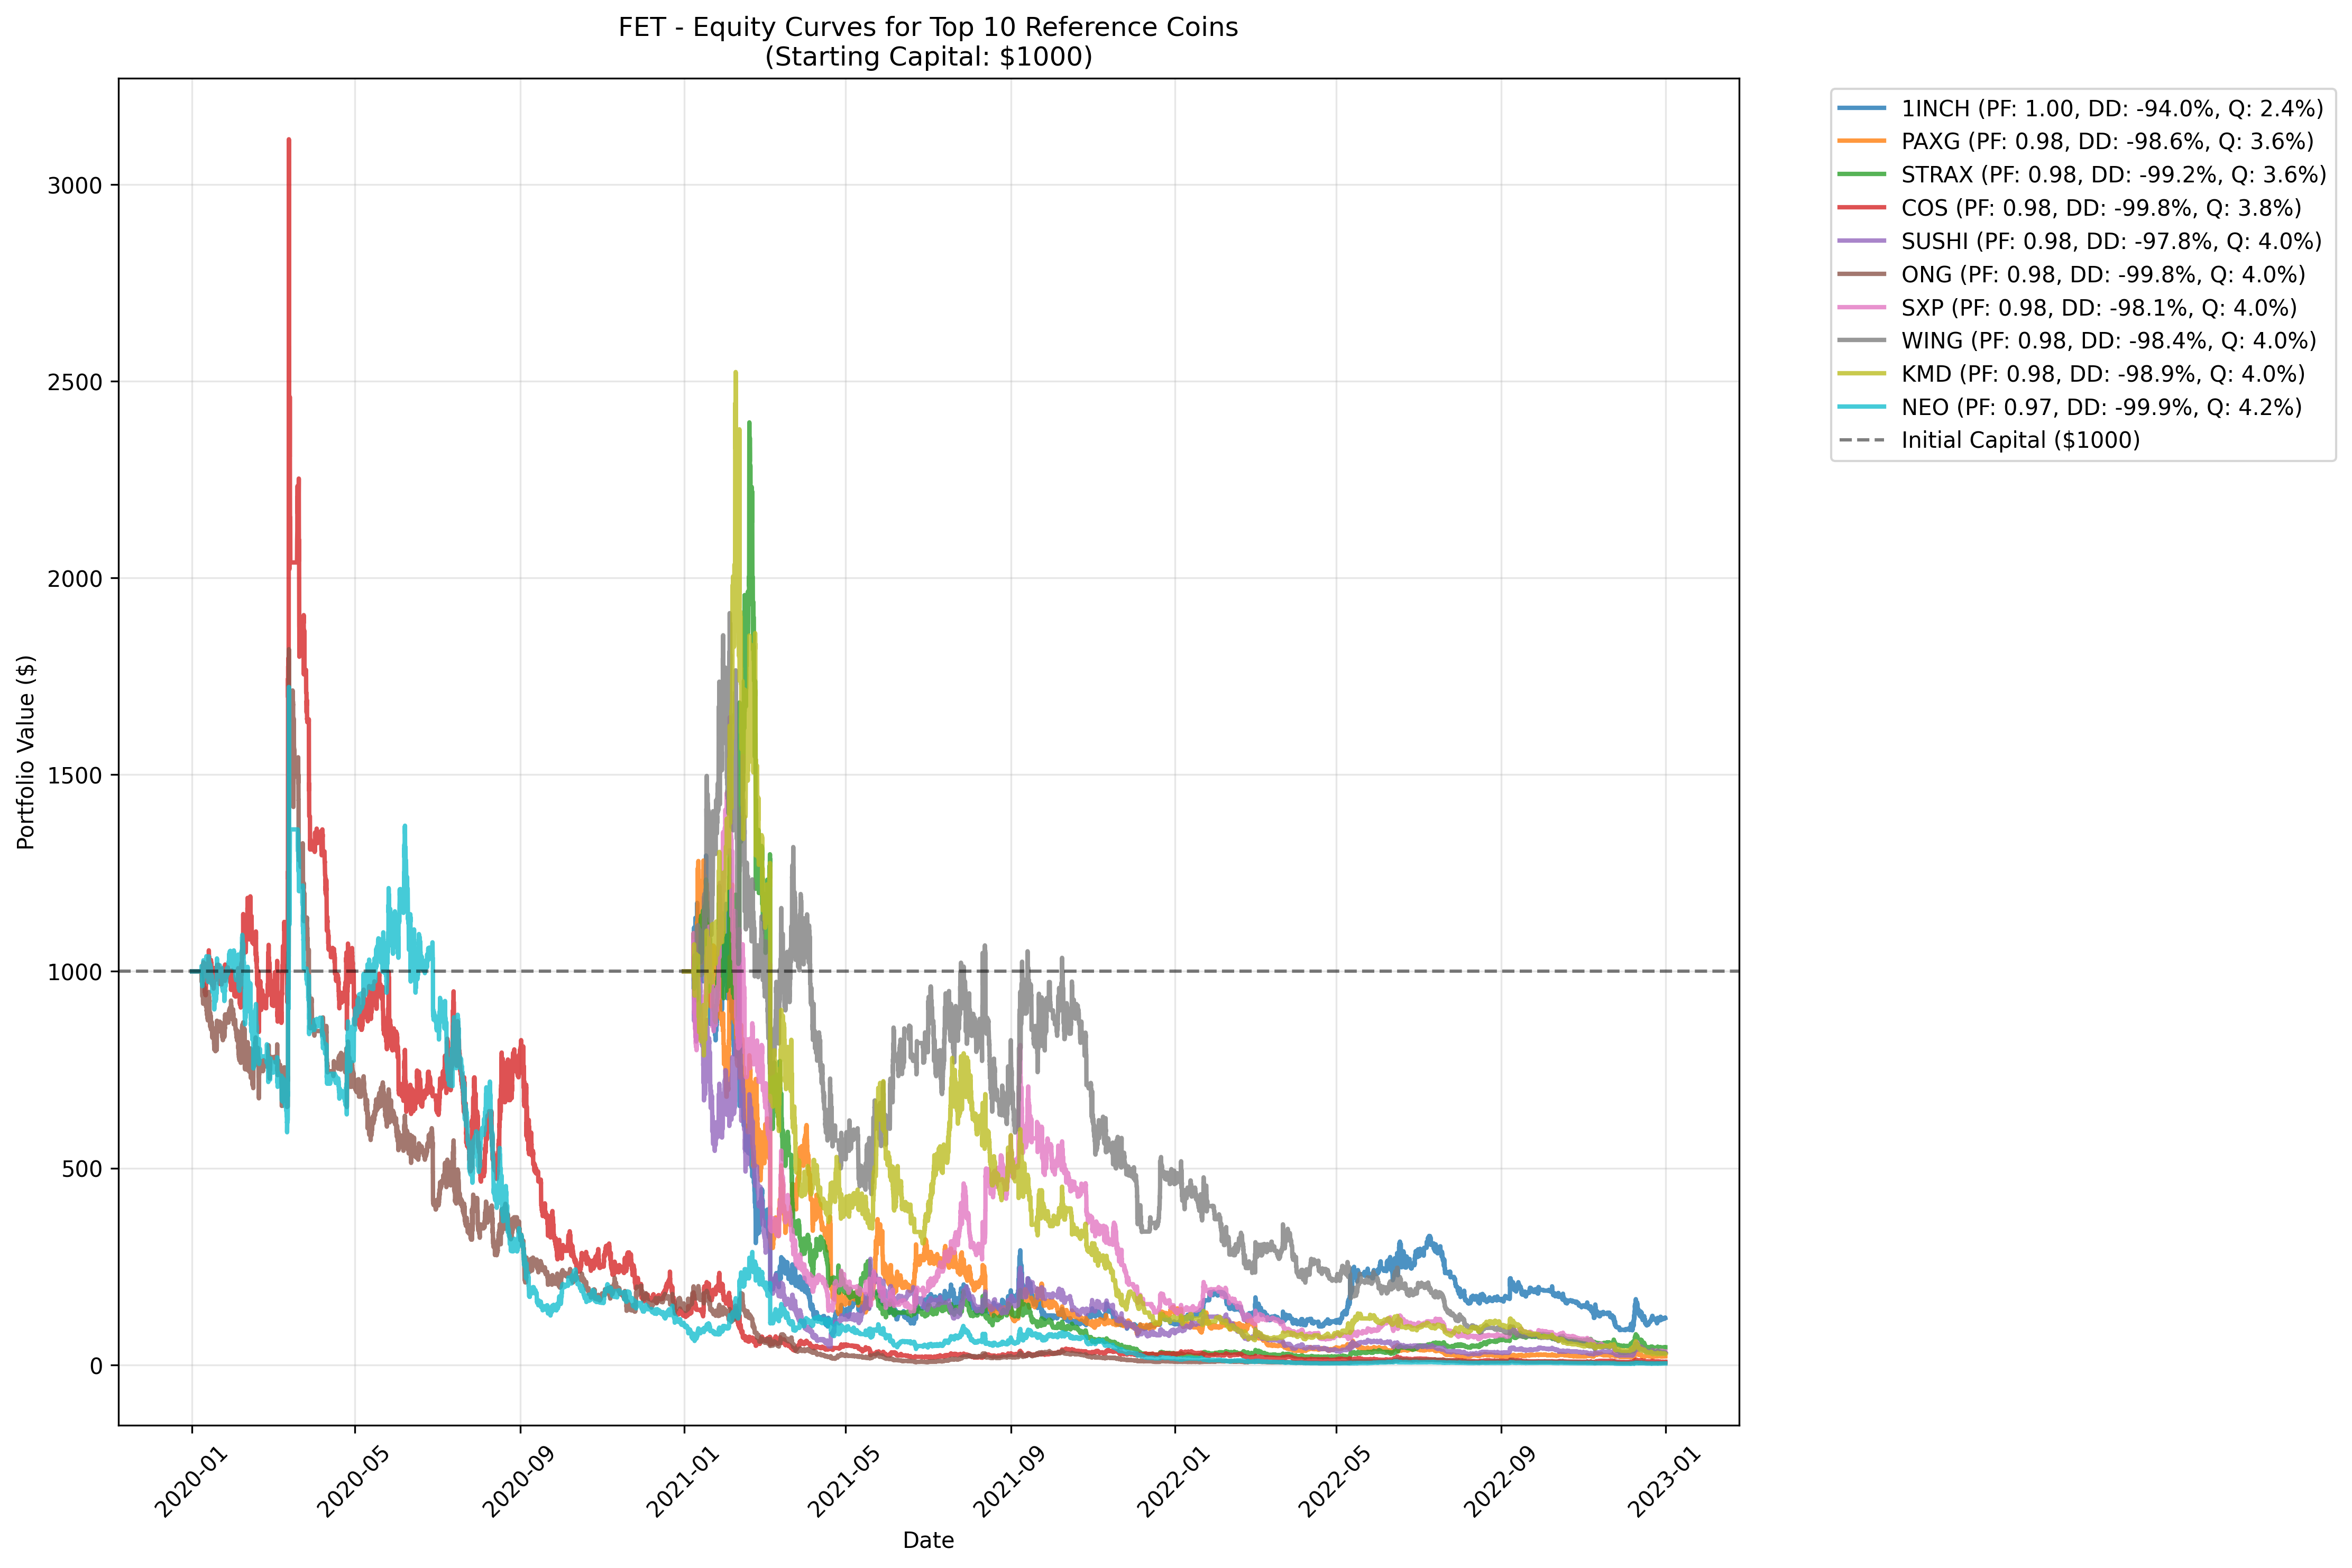 FET - Equity Curves for Top 10 Reference Coins
(Starting Capital: $1000)
1INCH (PF: 1.00, DD: -94.0%, Q: 2.4%)
PAXG (PF: 0.98, DD: -98.6%, Q: 3.6%)
STRAX (PF: 0.98, DD: -99.2%, Q: 3.6%)
COS (PF: 0.98, DD: -99.8%, Q: 3.8%)
SUSHI (PF: 0.98, DD: -97.8%, Q: 4.0%)
ONG (PF: 0.98, DD: -99.8%, Q: 4.0%)
SXP (PF: 0.98, DD: -98.1%, Q: 4.0%)
WING (PF: 0.98, DD: -98.4%, Q: 4.0%)
KMD (PF: 0.98, DD: -98.9%, Q: 4.0%)
NEO (PF: 0.97, DD: -99.9%, Q: 4.2%)
Initial Capital ($1000)
Portfolio Value ($)
3000
2500
2000
1500
1000
500
0
2020-01
2020-05
2020-09
2021-01
2021-05
2021-09
2022-01
2022-05
2022-09
2023-01
Date